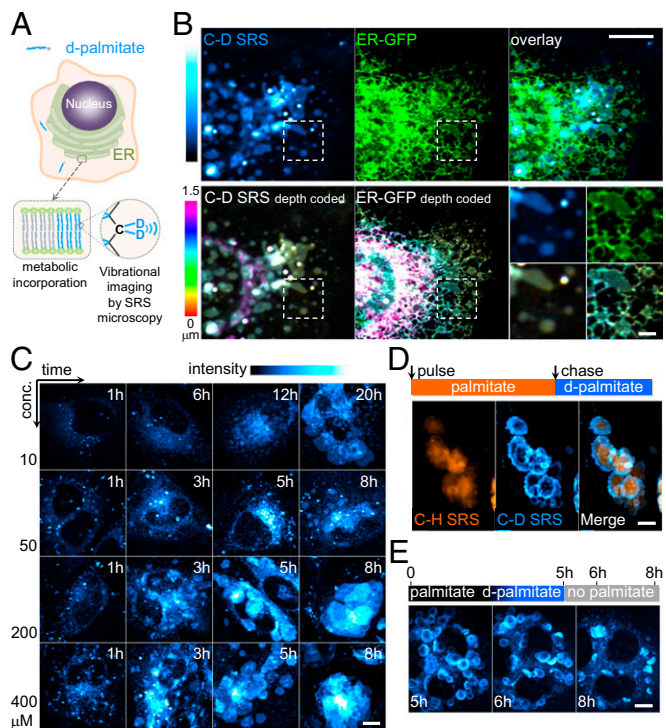 A
d-palmitate
Nucleus
ER
metabolic
incorporation
C
D
D
Vibrational
imaging
by SRS
microscopy
B
C-D SRS
ER-GFP
overlay
1.5
0
μm
C-D SRS depth coded
ER-GFP depth coded
C
time
intensity
conc.
1h
6h
12h
20h
10
1h
3h
5h
8h
50
1h
3h
5h
8h
200
1h
3h
5h
8h
400
μM
D
pulse
chase
palmitate
d-palmitate
C-H SRS
C-D SRS
Merge
E
0
5h
6h
8h
palmitate
d-palmitate
no palmitate
5h
6h
8h